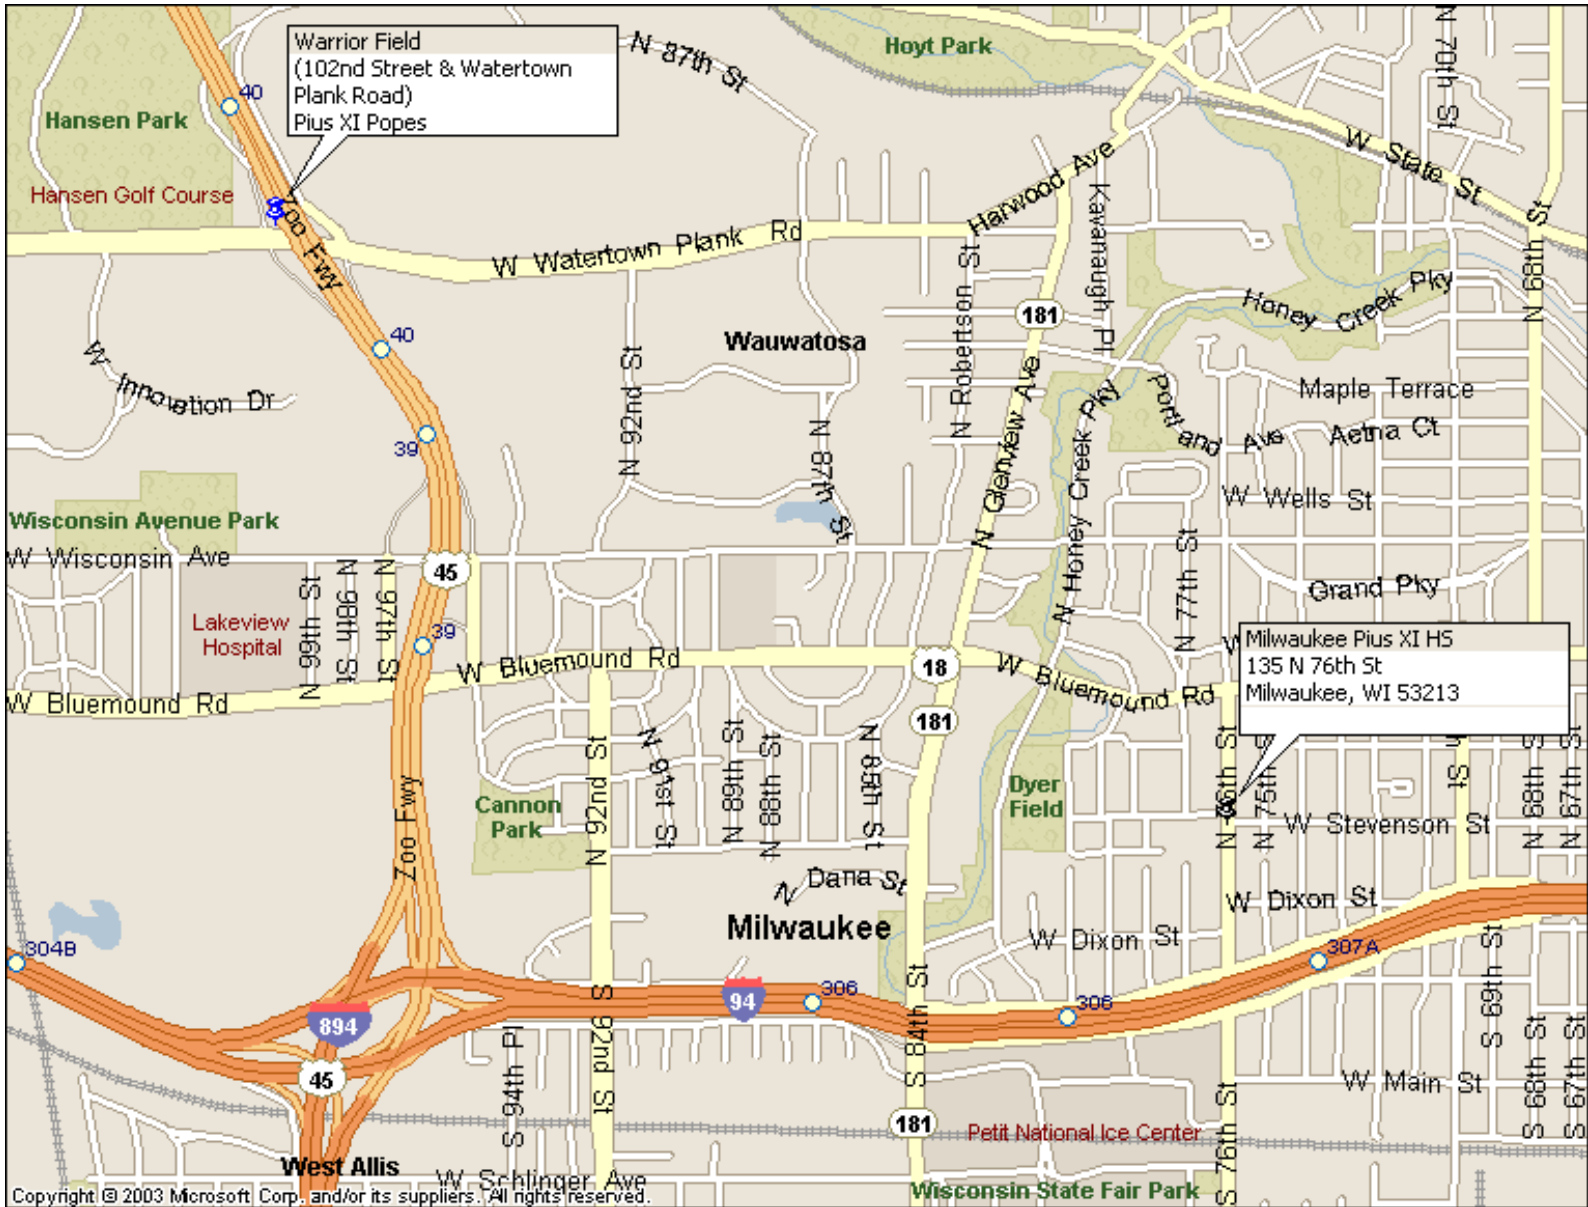 Warrior Field
(102nd Street & Watertown
Plank Road)
Pius XI Popes
N 87th St
Hoyt Park
N 70th St
40
Hansen Park
W State St
Hansen Golf Course
Harwood Ave
Kavanaugh Pl
Zoo Fwy
W Watertown Plank Rd
N Robertson St
N 68th St
Honey Creek Pky
181
40
Wauwatosa
W Innovation Dr
N 92nd St
N Glenview Ave
N Honey Creek Pky
Portland Ave
Maple Terrace
39
N 87th St
Aetna Ct
W Wells St
Wisconsin Avenue Park
W Wisconsin Ave
45
N 99th St
N 98th St
N 97th St
N 77th St
Grand Pky
Lakeview
Hospital
39
W Bluemound Rd
18
W Bluemound Rd
W
Milwaukee Pius XI HS
135 N 76th St
Milwaukee, WI 53213
W Bluemound Rd
181
N 92nd St
N 91st St
N 89th St
N 88th St
N 85th St
N 76th St
N 75th
h St
N 68th St
N 67th St
Zoo Fwy
Cannon
Park
Dyer
Field
W Stevenson St
N Dana St
W Dixon St
Milwaukee
W Dixon St
304B
307A
94
306
306
894
S 92nd St
S 84th St
S 69th St
45
S 94th Pl
S 76th St
W Main St
S 68th St
S 67th St
181
Petit National Ice Center
West Allis
W Schlinger Ave
Wisconsin State Fair Park
Copyright © 2003 Microsoft Corp. and/or its suppliers. All rights reserved.